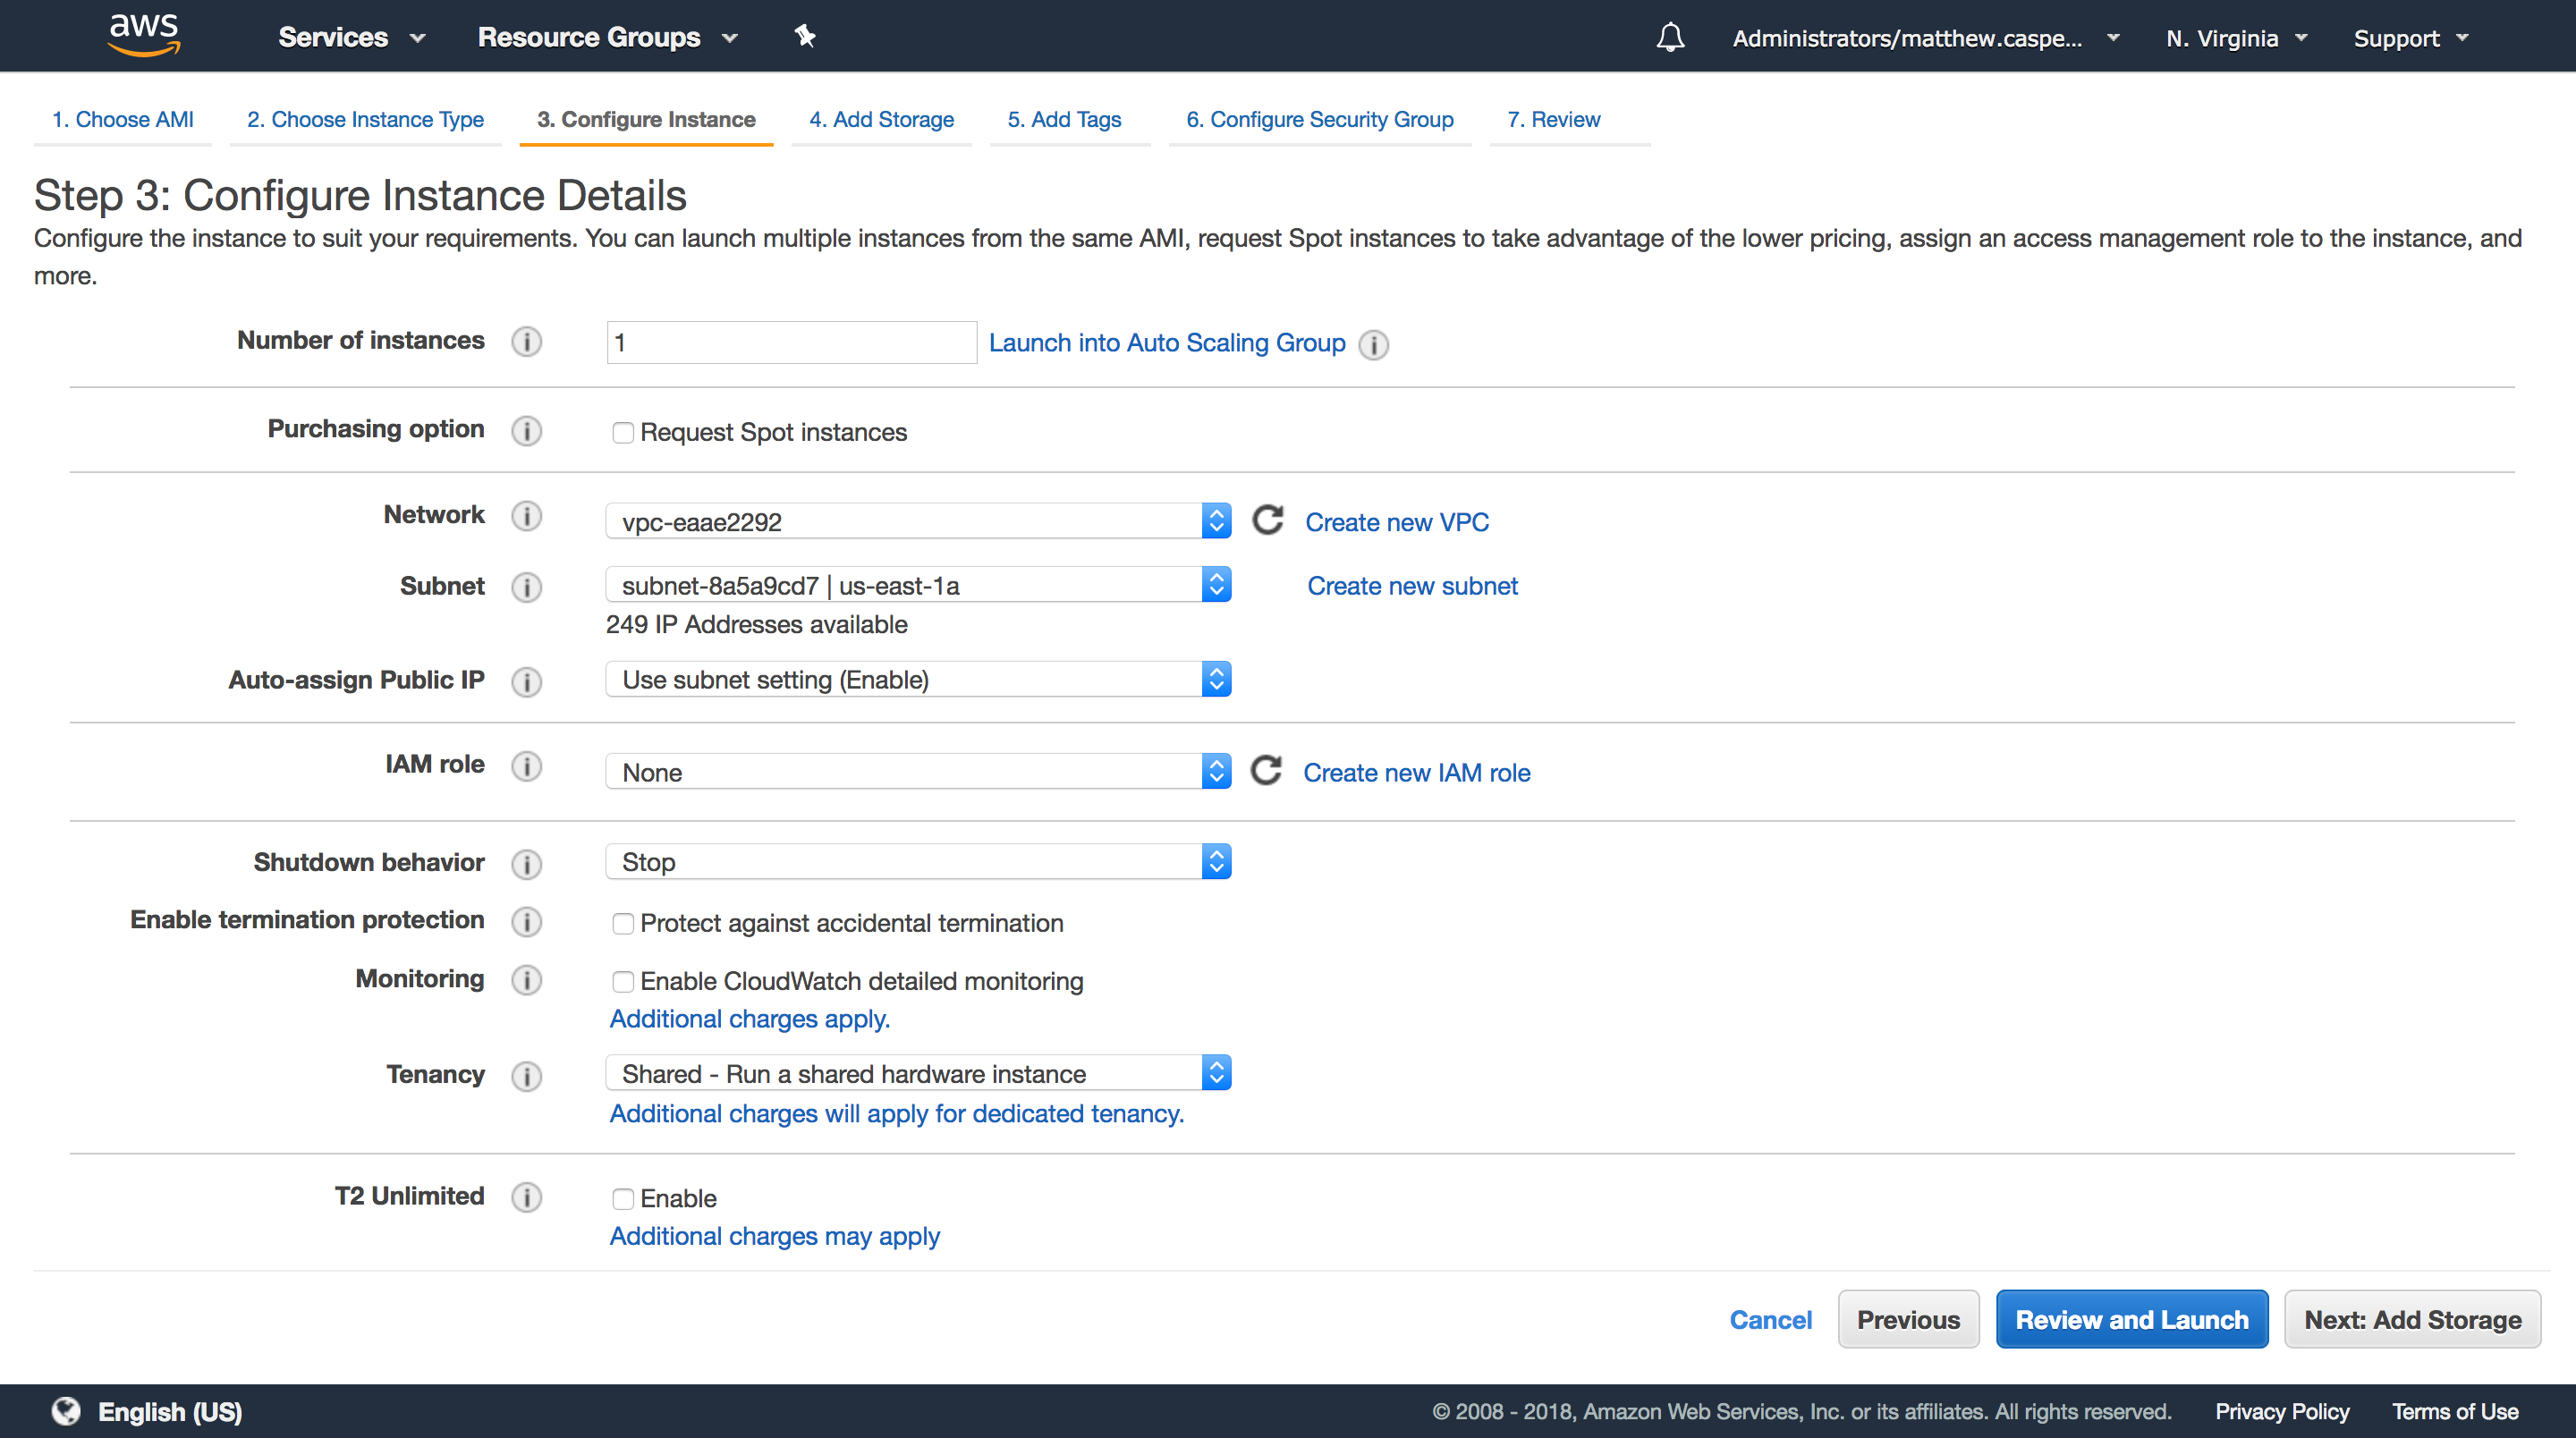 aws
Services
Resource Groups
Administrators/matthew.caspe...
N. Virginia
Support
1. Choose AMI
2. Choose Instance Type
3. Configure Instance
4. Add Storage
5. Add Tags
6. Configure Security Group
7. Review
Step 3: Configure Instance Details
Configure the instance to suit your requirements. You can launch multiple instances from the same AMI, request Spot instances to take advantage of the lower pricing, assign an access management role to the instance, and
more.
Number of instances
1
Launch into Auto Scaling Group
Purchasing option
Request Spot instances
Network
vpc-eaae2292
Create new VPC
Subnet
subnet-8a5a9cd7 | us-east-1a
Create new subnet
249 IP Addresses available
Auto-assign Public IP
Use subnet setting (Enable)
IAM role
None
Create new IAM role
Shutdown behavior
Stop
Enable termination protection
Protect against accidental termination
Monitoring
Enable CloudWatch detailed monitoring
Additional charges apply.
Tenancy
Shared - Run a shared hardware instance
Additional charges will apply for dedicated tenancy.
T2 Unlimited
Enable
Additional charges may apply
Cancel
Previous
Review and Launch
Next: Add Storage
English (US)
© 2008 - 2018, Amazon Web Services, Inc. or its affiliates. All rights reserved.
Privacy Policy
Terms of Use